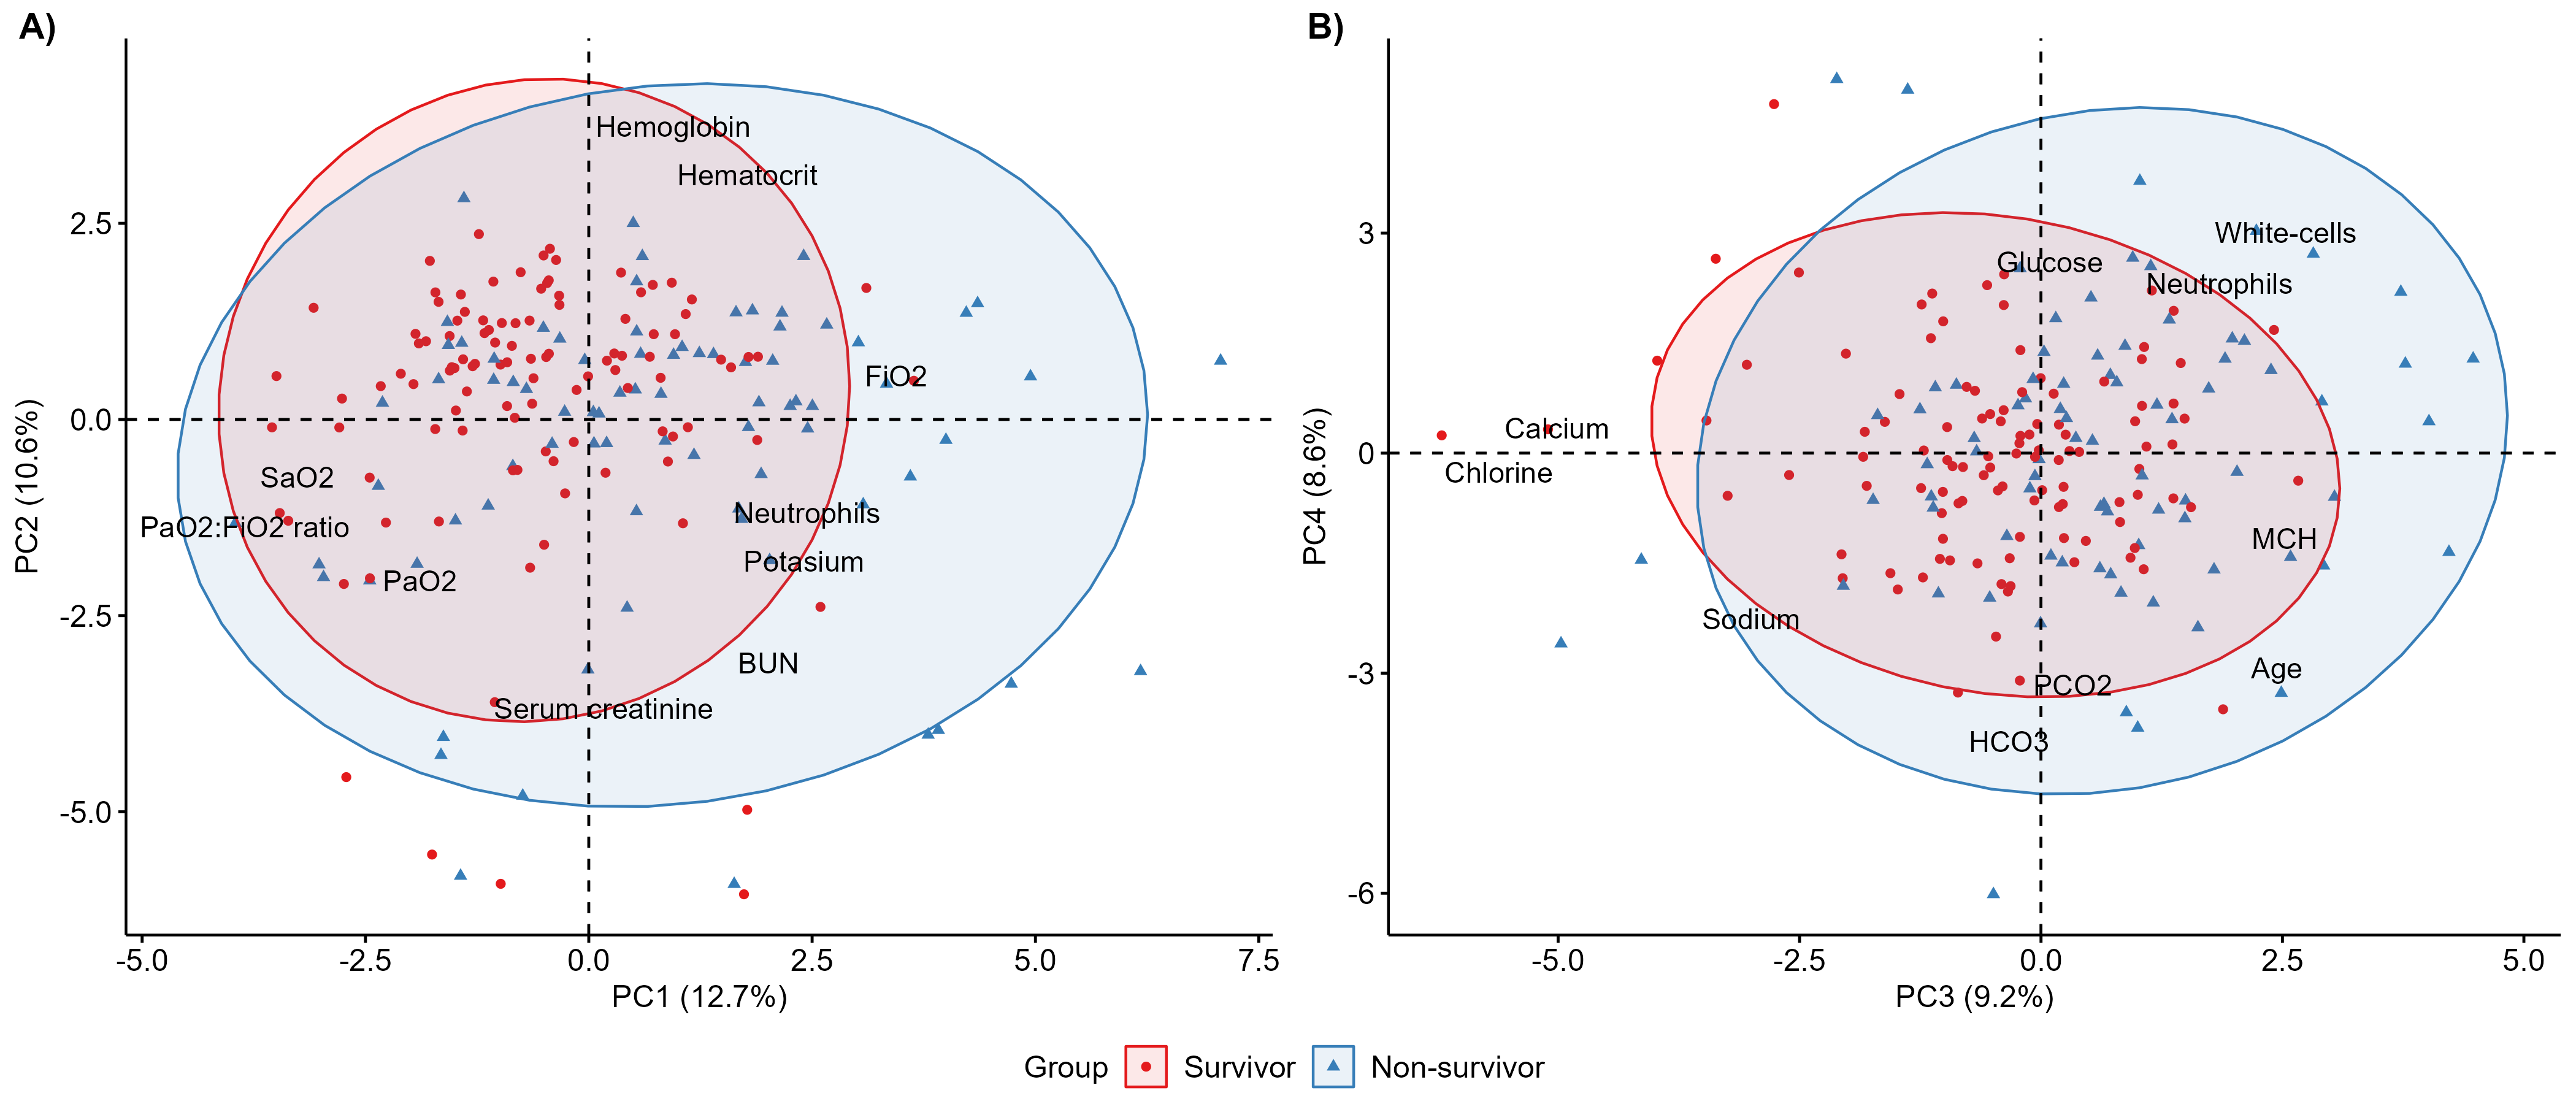 A)
Hemoglobin
Hematocrit
FiO2
SaO2
PaO2:FiO2 ratio
PaO2
Neutrophils
Potasium
BUN
Serum creatinine
2.5
0.0
-2.5
-5.0
PC2 (10.6%)
-5.0 -2.5 0.0 2.5 5.0 7.5
PC1 (12.7%)
B)
White-cells
Glucose
Neutrophils
Calcium
Chlorine
MCH
Sodium
Age
PCO2
HCO3
3
0
-3
-6
PC4 (8.6%)
-5.0 -2.5 0.0 2.5 5.0
PC3 (9.2%)
Group Survivor Non-survivor